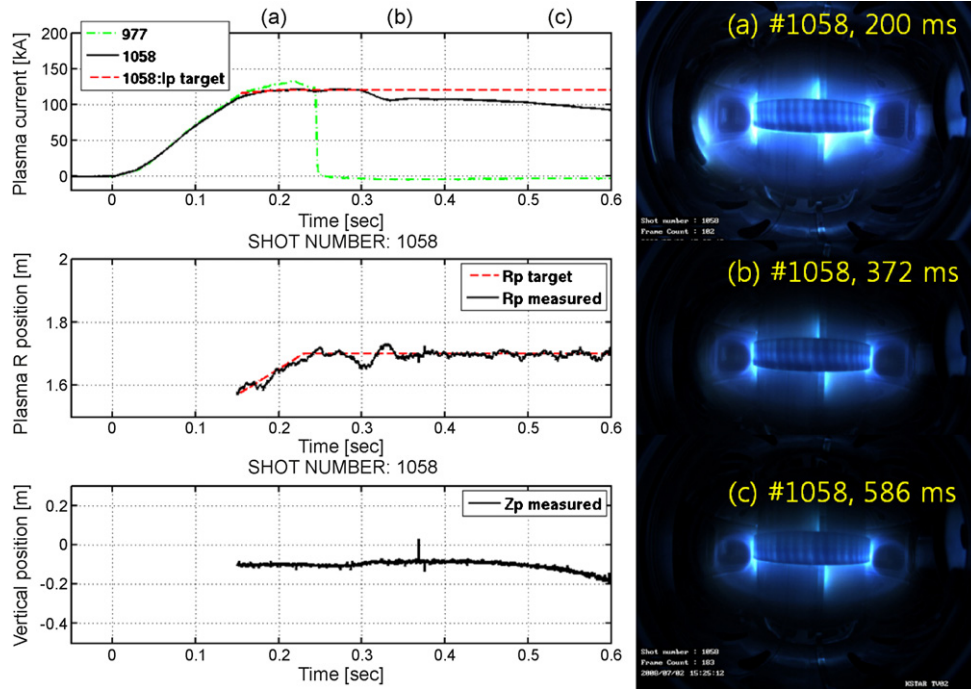 (a) (b) (c)
200
150
100
50
0
Plasma current [kA]
977
1058
1058:Ip target
0 0.1 0.2 0.3 0.4 0.5 0.6
Time [sec]
SHOT NUMBER: 1058
2
1.8
1.6
Plasma R position [m]
Rp target
Rp measured
0 0.1 0.2 0.3 0.4 0.5 0.6
Time [sec]
SHOT NUMBER: 1058
0.2
0
-0.2
-0.4
Vertical position [m]
Zp measured
0 0.1 0.2 0.3 0.4 0.5 0.6
Time [sec]
(a) #1058, 200 ms
Shot number : 1058
Frame Count : 102
(b) #1058, 372 ms
(c) #1058, 586 ms
Shot number : 1058
Frame Count : 183
2008/07/02 15:25:12
KSTAR TV02